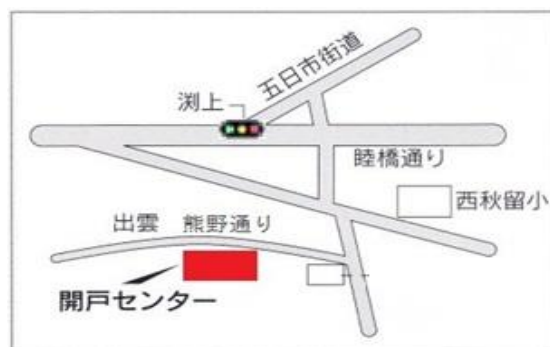 五日市街道
渕上
睦橋通り
西秋留小
出雲 熊野通り
開戸センター